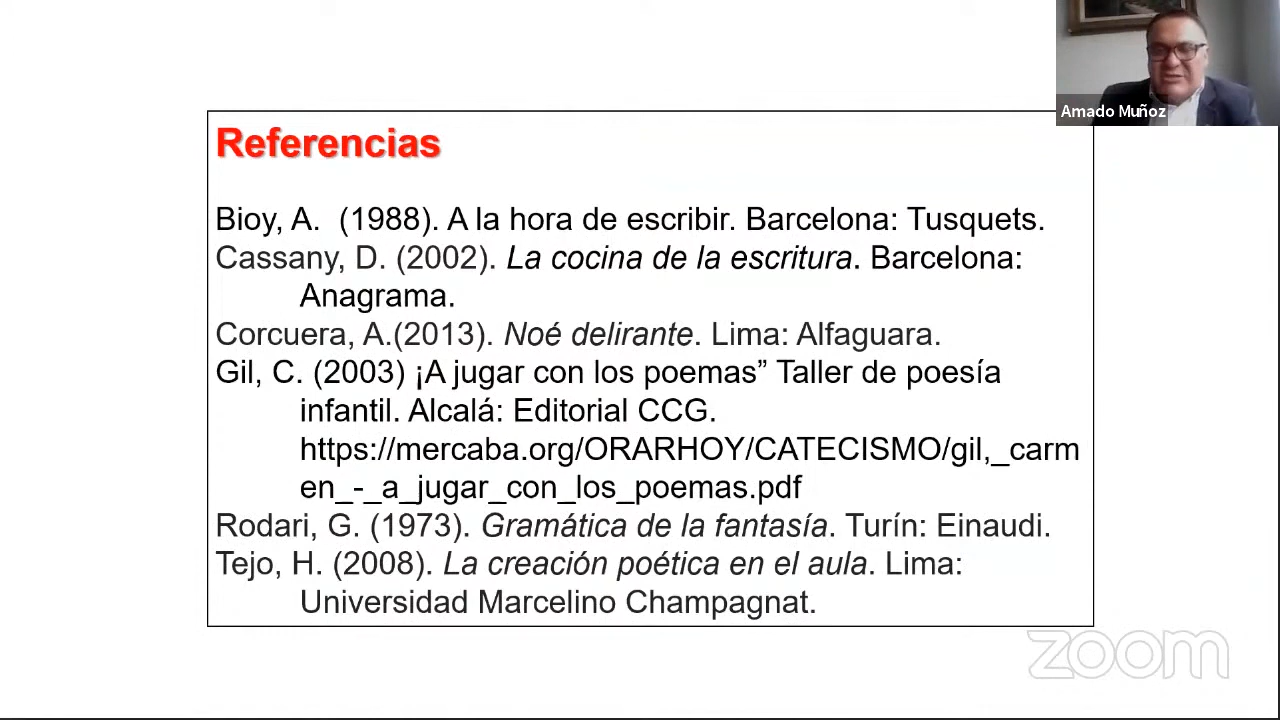 Amado Muñoz
Referencias
Bioy, A. (1988). A la hora de escribir. Barcelona: Tusquets.
Cassany, D. (2002). La cocina de la escritura. Barcelona:
Anagrama.
Corcuera, A.(2013). Noé delirante. Lima: Alfaguara.
Gil, C. (2003) ¡A jugar con los poemas” Taller de poesía
infantil. Alcalá: Editorial CCG.
https://mercaba.org/ORARHOY/CATECISMO/gil,_carm
en_-_a_jugar_con_los_poemas.pdf
Rodari, G. (1973). Gramática de la fantasía. Turín: Einaudi.
Tejo, H. (2008). La creación poética en el aula. Lima:
Universidad Marcelino Champagnat.
zoom